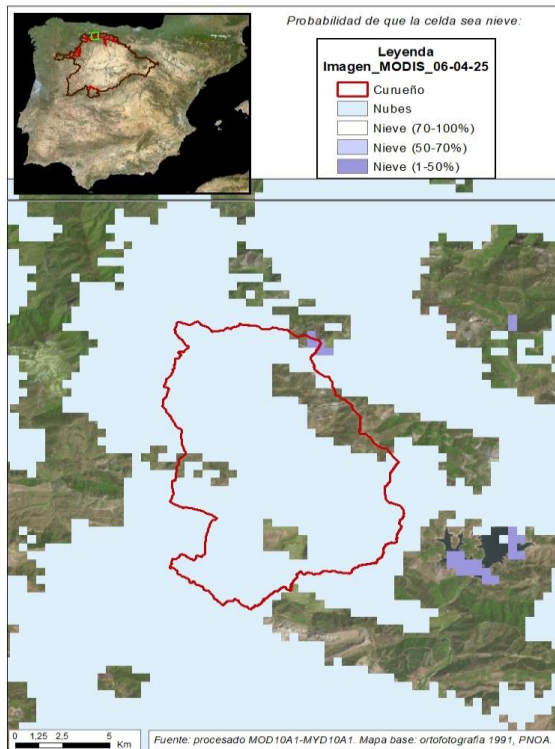 Probabilidad de que la celda sea nieve:
Leyenda
Imagen_MODIS_06-04-25
Curueño
Nubes
Nieve (70-100%)
Nieve (50-70%)
Nieve (1-50%)
0 1,25 2,5 5
Km
Fuente: procesado MOD10A1-MYD10A1. Mapa base: ortofotografía 1991, PNOA.